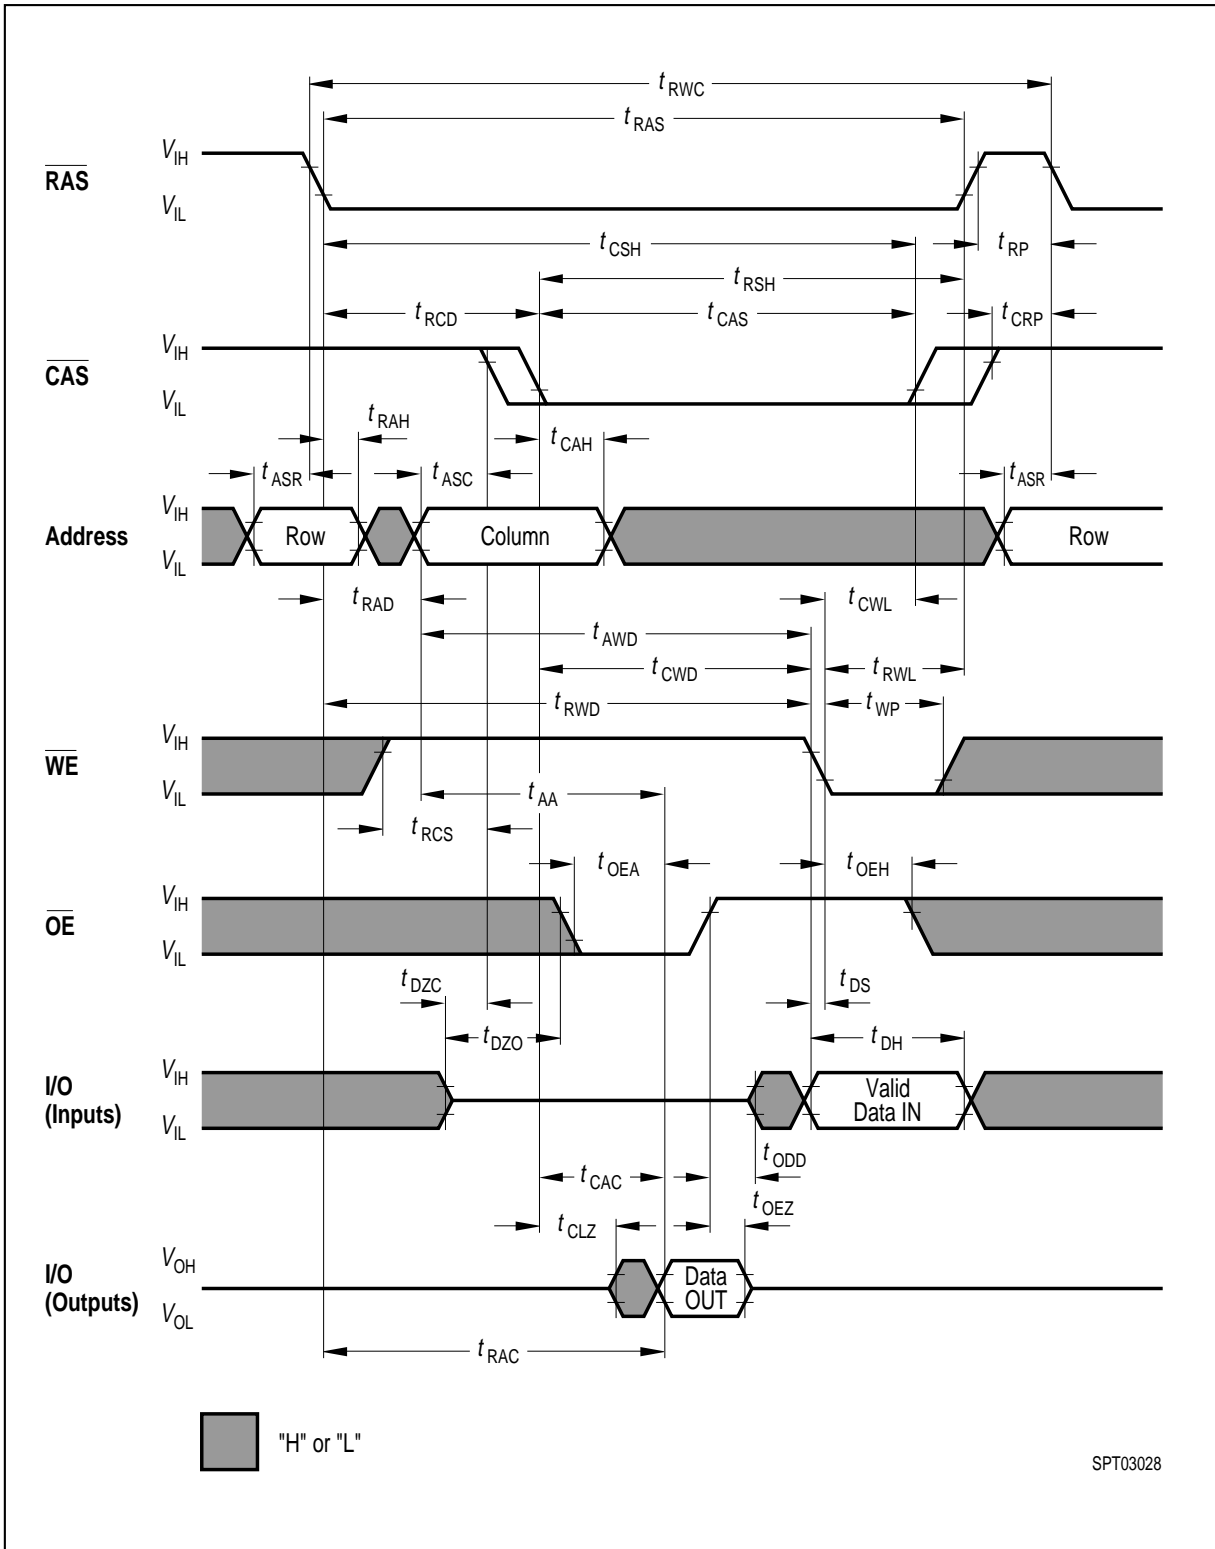 tRWC
tRAS
VIH
RAS
VIL
tCSH
tRP
tRSH
tRCD
tCAS
tCRP
VIH
CAS
VIL
tRAH
tCAH
tASR
tASC
tASR
VIH
Address
Row
Column
Row
VIL
tRAD
tCWL
tAWD
tCWD
tRWL
tRWD
tWP
VIH
WE
VIL
tAA
tRCS
tOEA
tOEH
VIH
OE
VIL
tDZC
tDS
tDZO
tDH
VIH
I/O
(Inputs)
Valid
Data IN
VIL
tODD
tCAC
tOEZ
tCLZ
VOH
I/O
(Outputs)
Data
OUT
VOL
tRAC
"H" or "L"
SPT03028